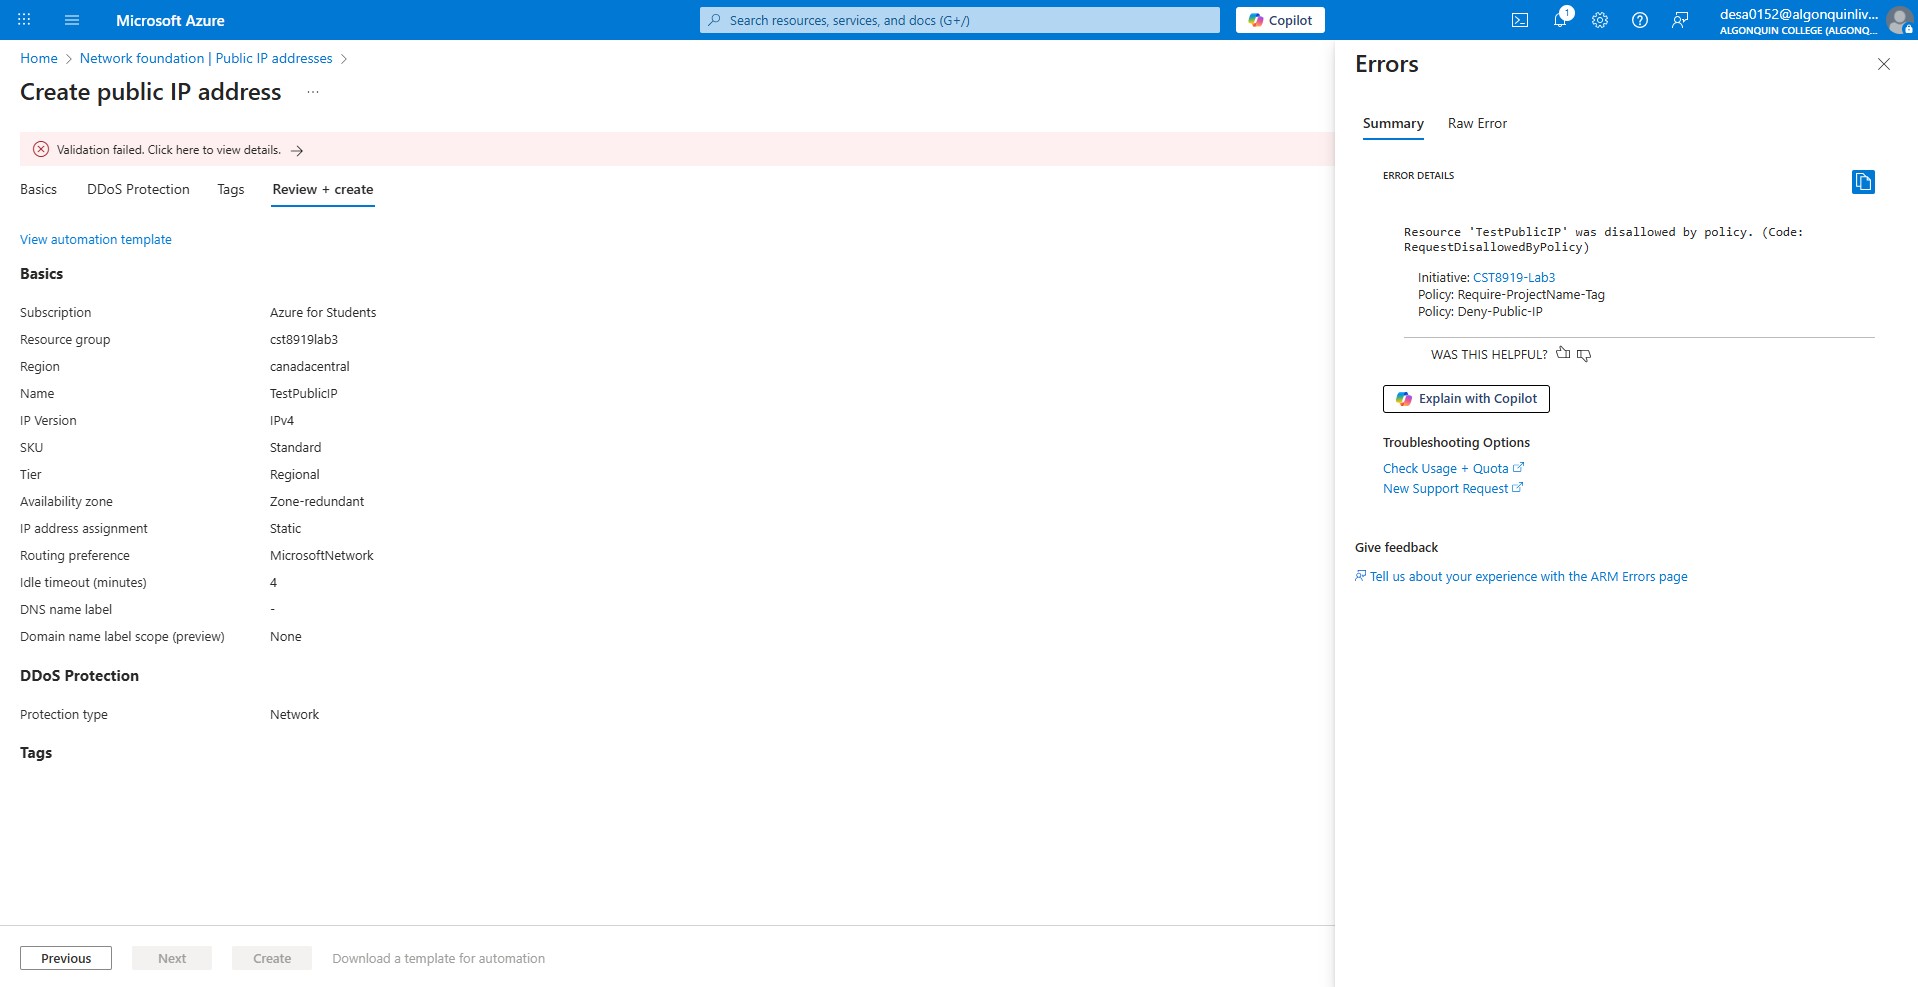 Microsoft Azure
Search resources, services, and docs (G+/)
Copilot
1
desa0152@algonquinliv...
ALGONQUIN COLLEGE (ALGONQ...
Home > Network foundation | Public IP addresses >
Create public IP address ...
Validation failed. Click here to view details. →
Basics DDoS Protection Tags Review + create
View automation template
Basics
Subscription Azure for Students
Resource group cst8919lab3
Region canadacentral
Name TestPublicIP
IP Version IPv4
SKU Standard
Tier Regional
Availability zone Zone-redundant
IP address assignment Static
Routing preference MicrosoftNetwork
Idle timeout (minutes) 4
DNS name label -
Domain name label scope (preview) None
DDoS Protection
Protection type Network
Tags
Previous Next Create Download a template for automation
Errors
Summary Raw Error
ERROR DETAILS
Resource 'TestPublicIP' was disallowed by policy. (Code:
RequestDisallowedByPolicy)
Initiative: CST8919-Lab3
Policy: Require-ProjectName-Tag
Policy: Deny-Public-IP
WAS THIS HELPFUL?
Explain with Copilot
Troubleshooting Options
Check Usage + Quota
New Support Request
Give feedback
Tell us about your experience with the ARM Errors page